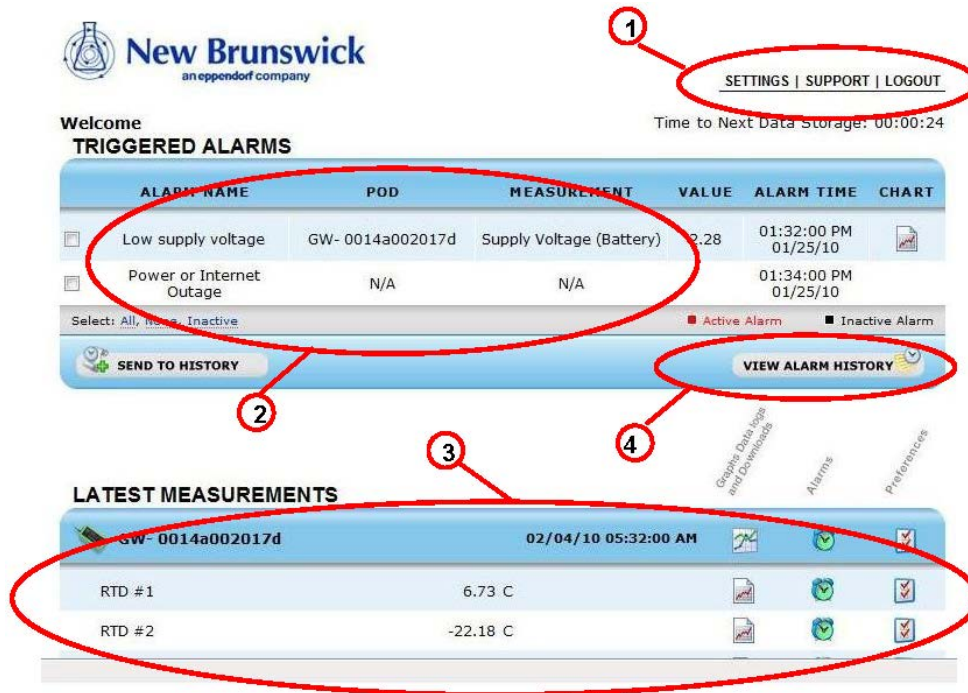 1
New Brunswick
an eppendorf company
SETTINGS | SUPPORT | LOGOUT
Welcome
Time to Next Data Storage: 00:00:24
TRIGGERED ALARMS
ALARM NAME POD MEASUREMENT VALUE ALARM TIME CHART
Low supply voltage GW- 0014a002017d Supply Voltage (Battery) 2.28 01:32:00 PM
01/25/10
Power or Internet
Outage N/A N/A 01:34:00 PM
01/25/10
Select: All, None, Inactive Active Alarm Inactive Alarm
SEND TO HISTORY VIEW ALARM HISTORY
2
4
3
Graphs Data logs
and Downloads
Alarms
Preferences
LATEST MEASUREMENTS
GW- 0014a002017d 02/04/10 05:32:00 AM
RTD #1 6.73 C
RTD #2 -22.18 C